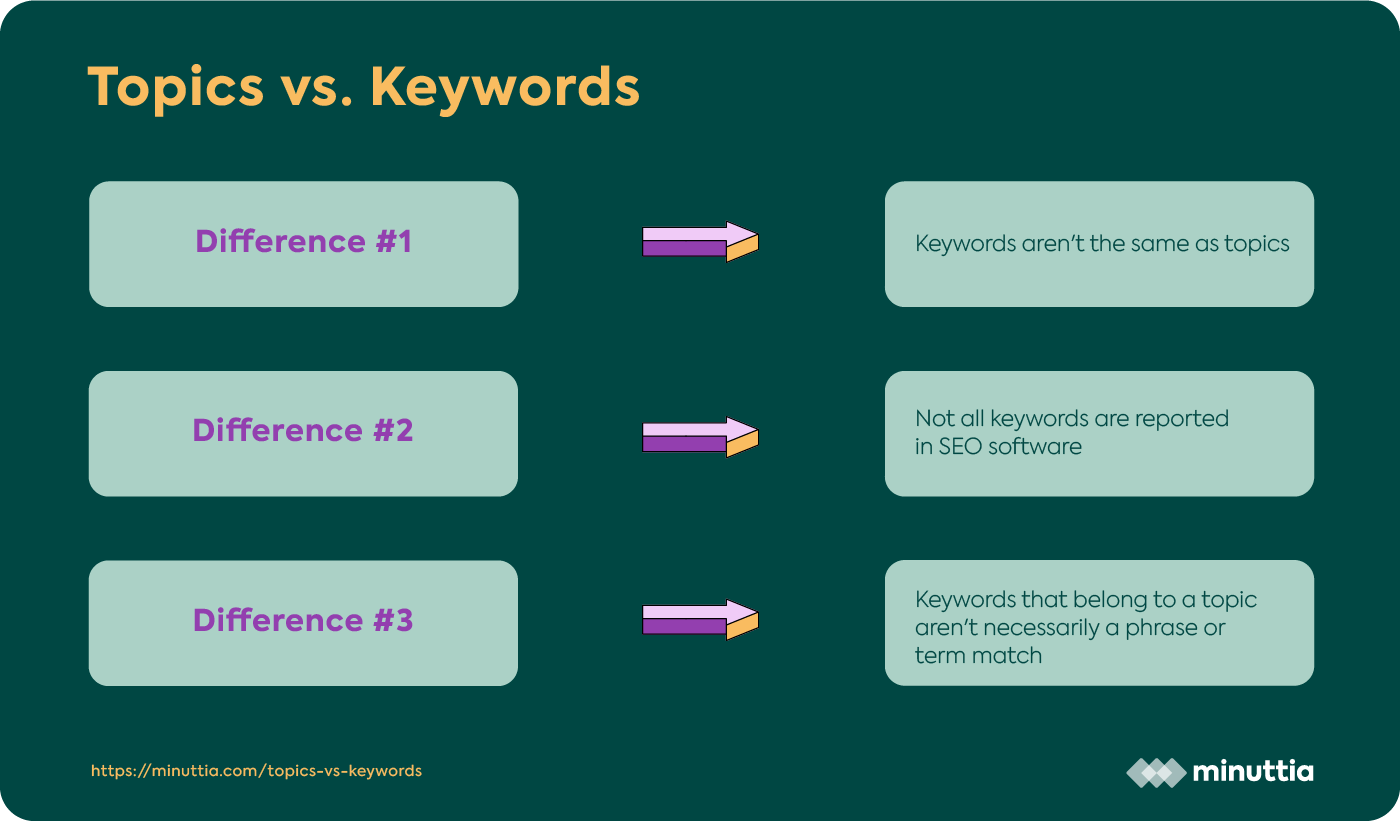 Topics vs. Keywords
Difference #1
Keywords aren't the same as topics
Difference #2
Not all keywords are reported
in SEO software
Difference #3
Keywords that belong to a topic
aren't necessarily a phrase or
term match
https://minuttia.com/topics-vs-keywords
minuttia